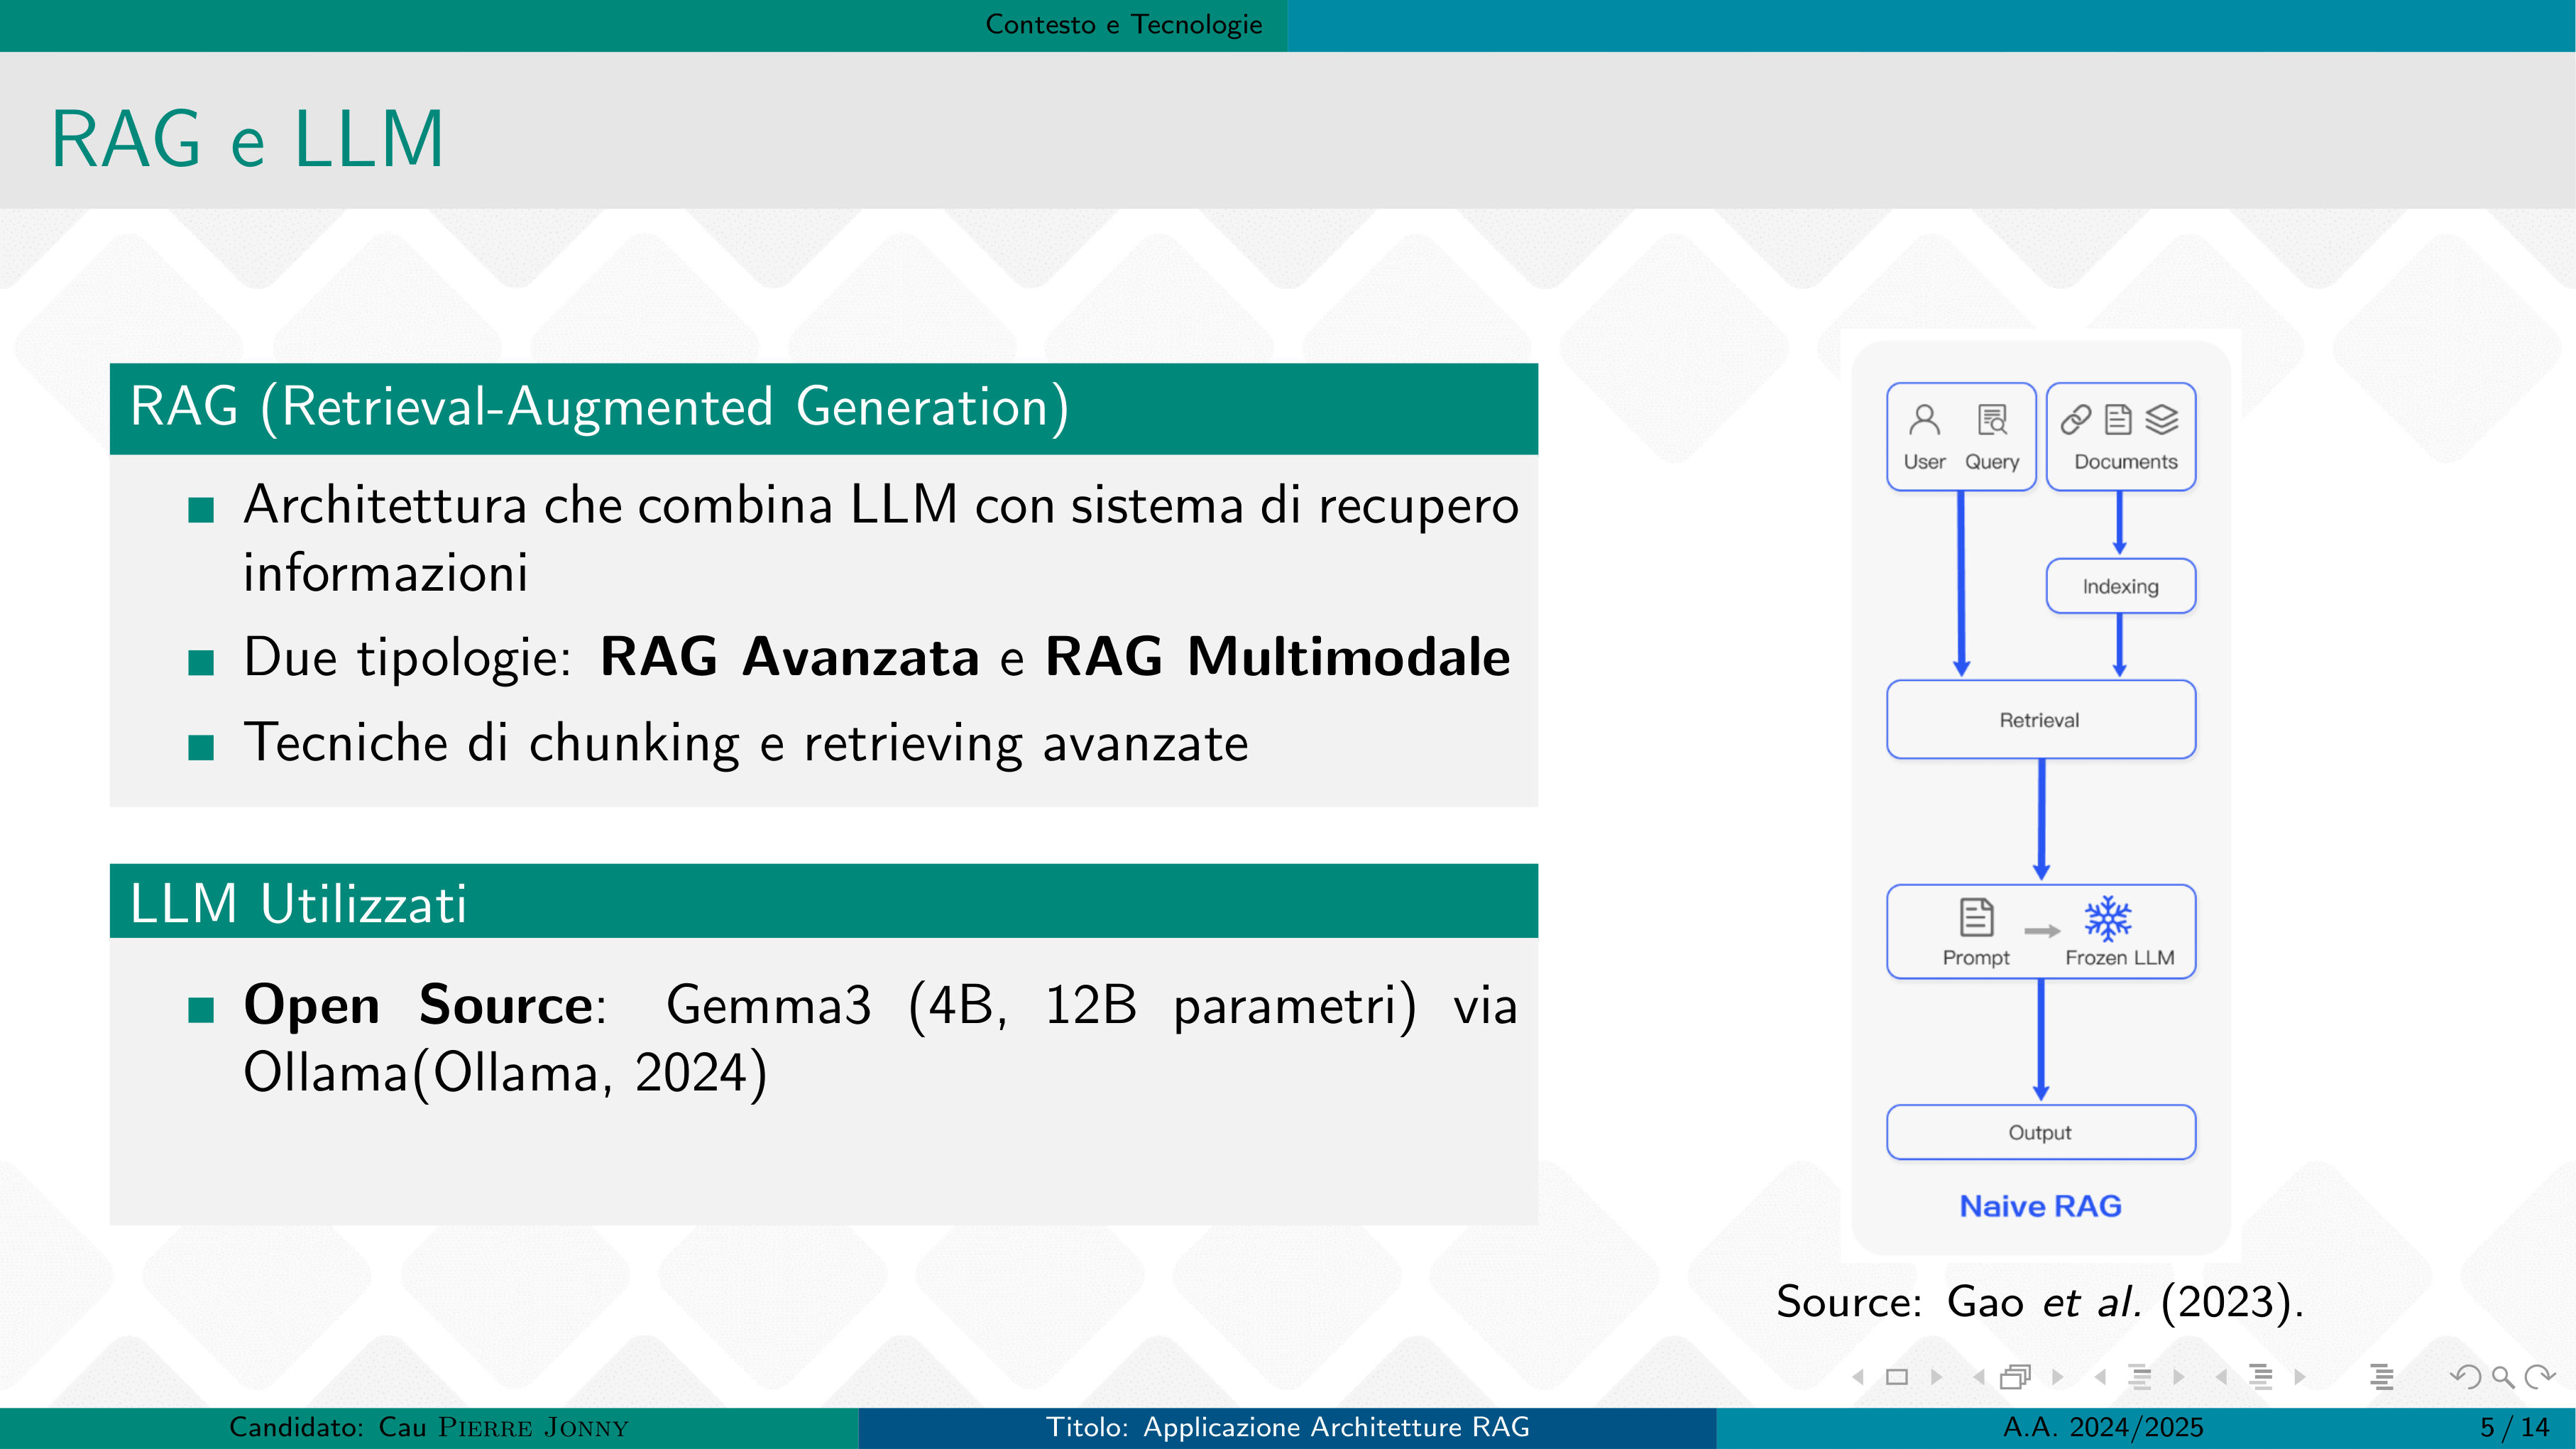 Contesto e Tecnologie
RAG e LLM
RAG (Retrieval-Augmented Generation)
Architettura che combina LLM con sistema di recupero
informazioni
Due tipologie: RAG Avanzata e RAG Multimodale
Tecniche di chunking e retrieving avanzate
LLM Utilizzati
Open Source: Gemma3 (4B, 12B parametri) via
Ollama(Ollama, 2024)
User Query
Documents
Indexing
Retrieval
Prompt
Frozen LLM
Output
Naive RAG
Source: Gao et al. (2023).
Candidato: Cau Pierre Jonny
Titolo: Applicazione Architetture RAG
A.A. 2024/2025
5 / 14